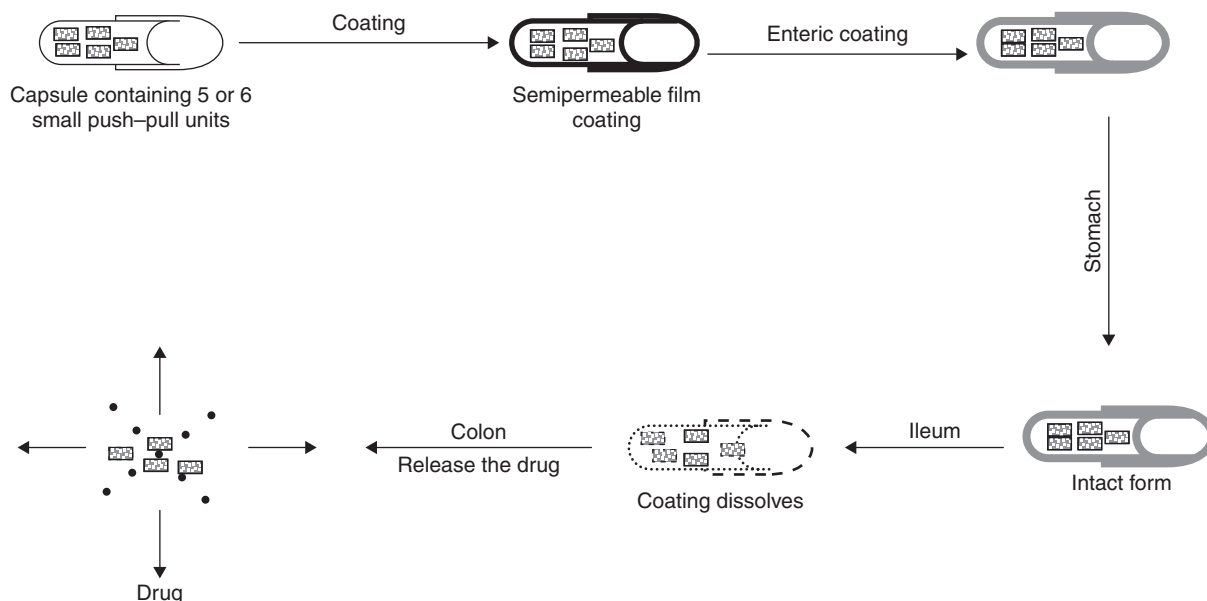 Coating
Enteric coating
Capsule containing 5 or 6
small push–pull units
Semipermeable film
coating
Stomach
Ileum
Intact form
Coating dissolves
Colon
Release the drug
Drug